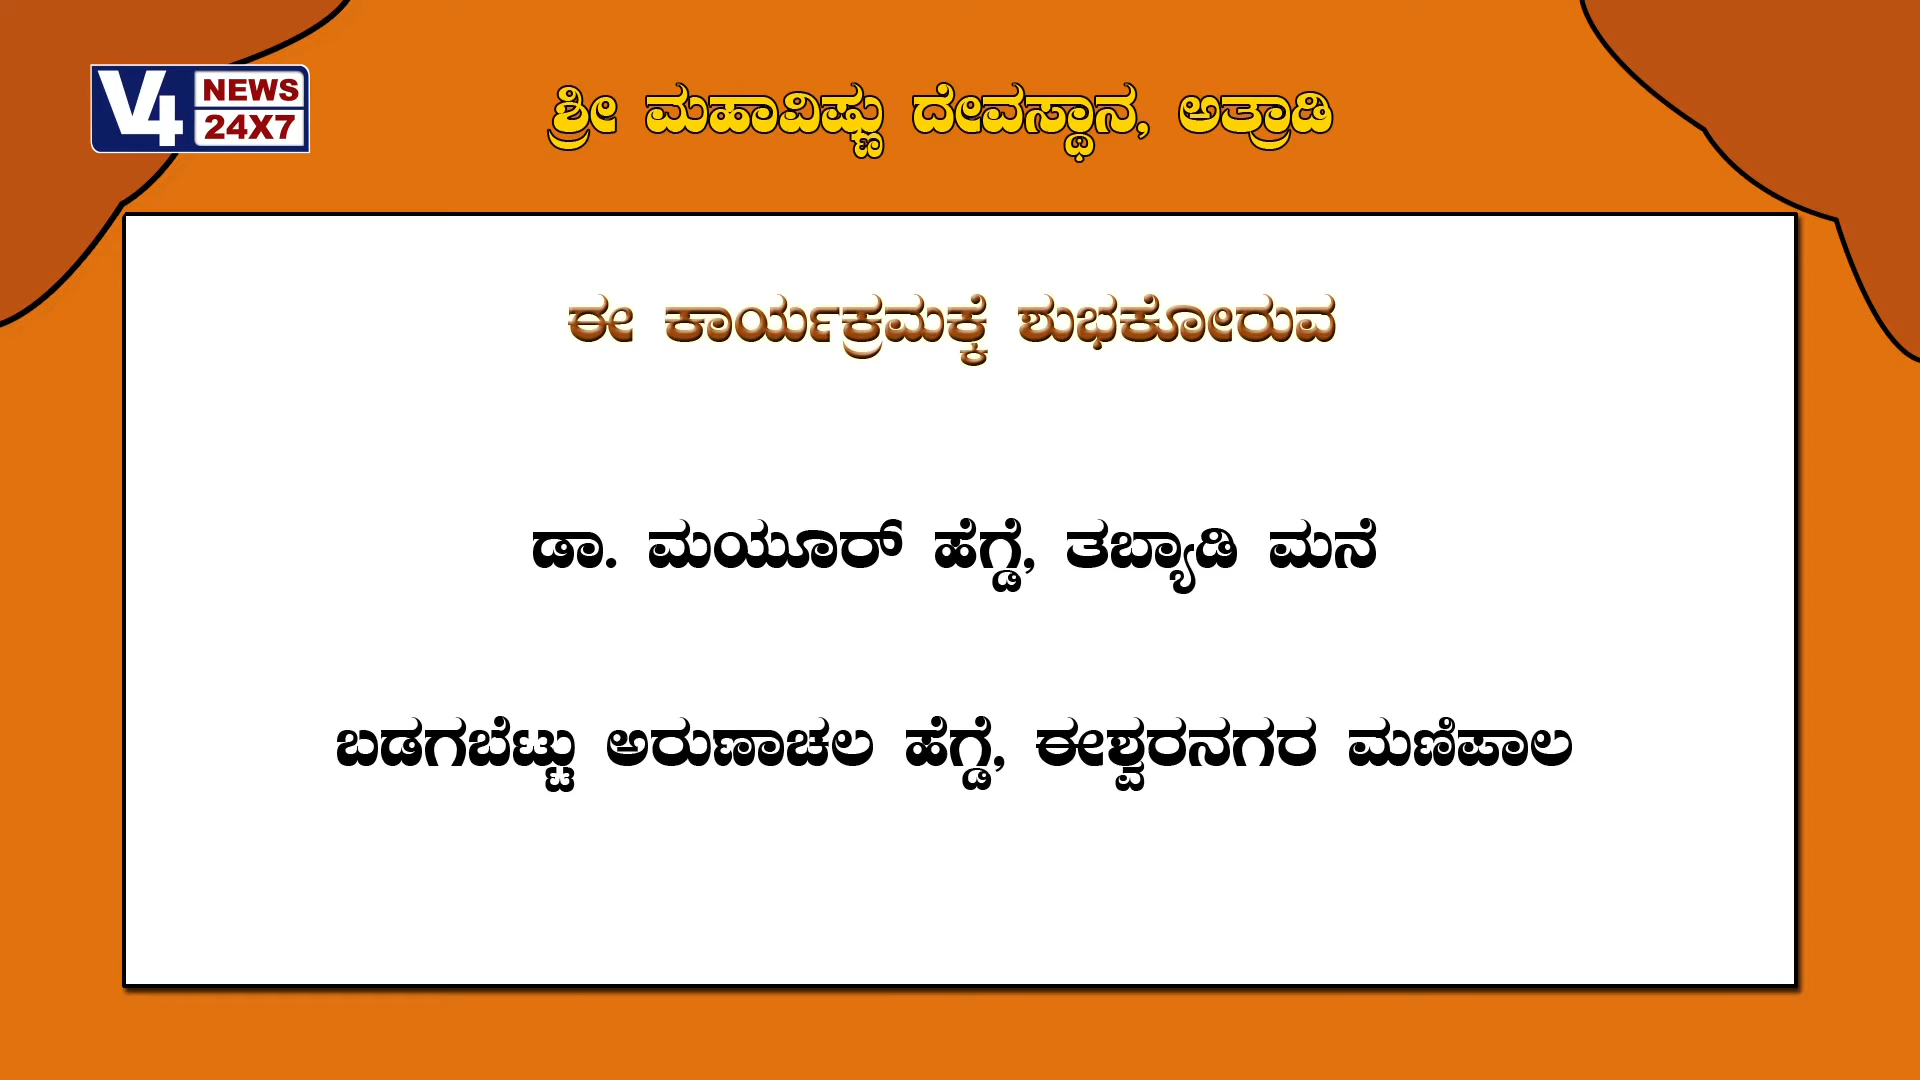 V4 NEWS 24X7
ಶ್ರೀ ಮಹಾವಿಷ್ಣು ದೇವಸ್ಥಾನ, ಅತ್ರಾಡಿ
ಈ ಕಾರ್ಯಕ್ರಮಕ್ಕೆ ಶುಭಕೋರುವ
ಡಾ. ಮಯೂರ್ ಹೆಗ್ಡೆ, ತಬ್ಯಾಡಿ ಮನೆ
ಬಡಗಬೆಟ್ಟು ಅರುಣಾಚಲ ಹೆಗ್ಡೆ, ಈಶ್ವರನಗರ ಮಣಿಪಾಲ